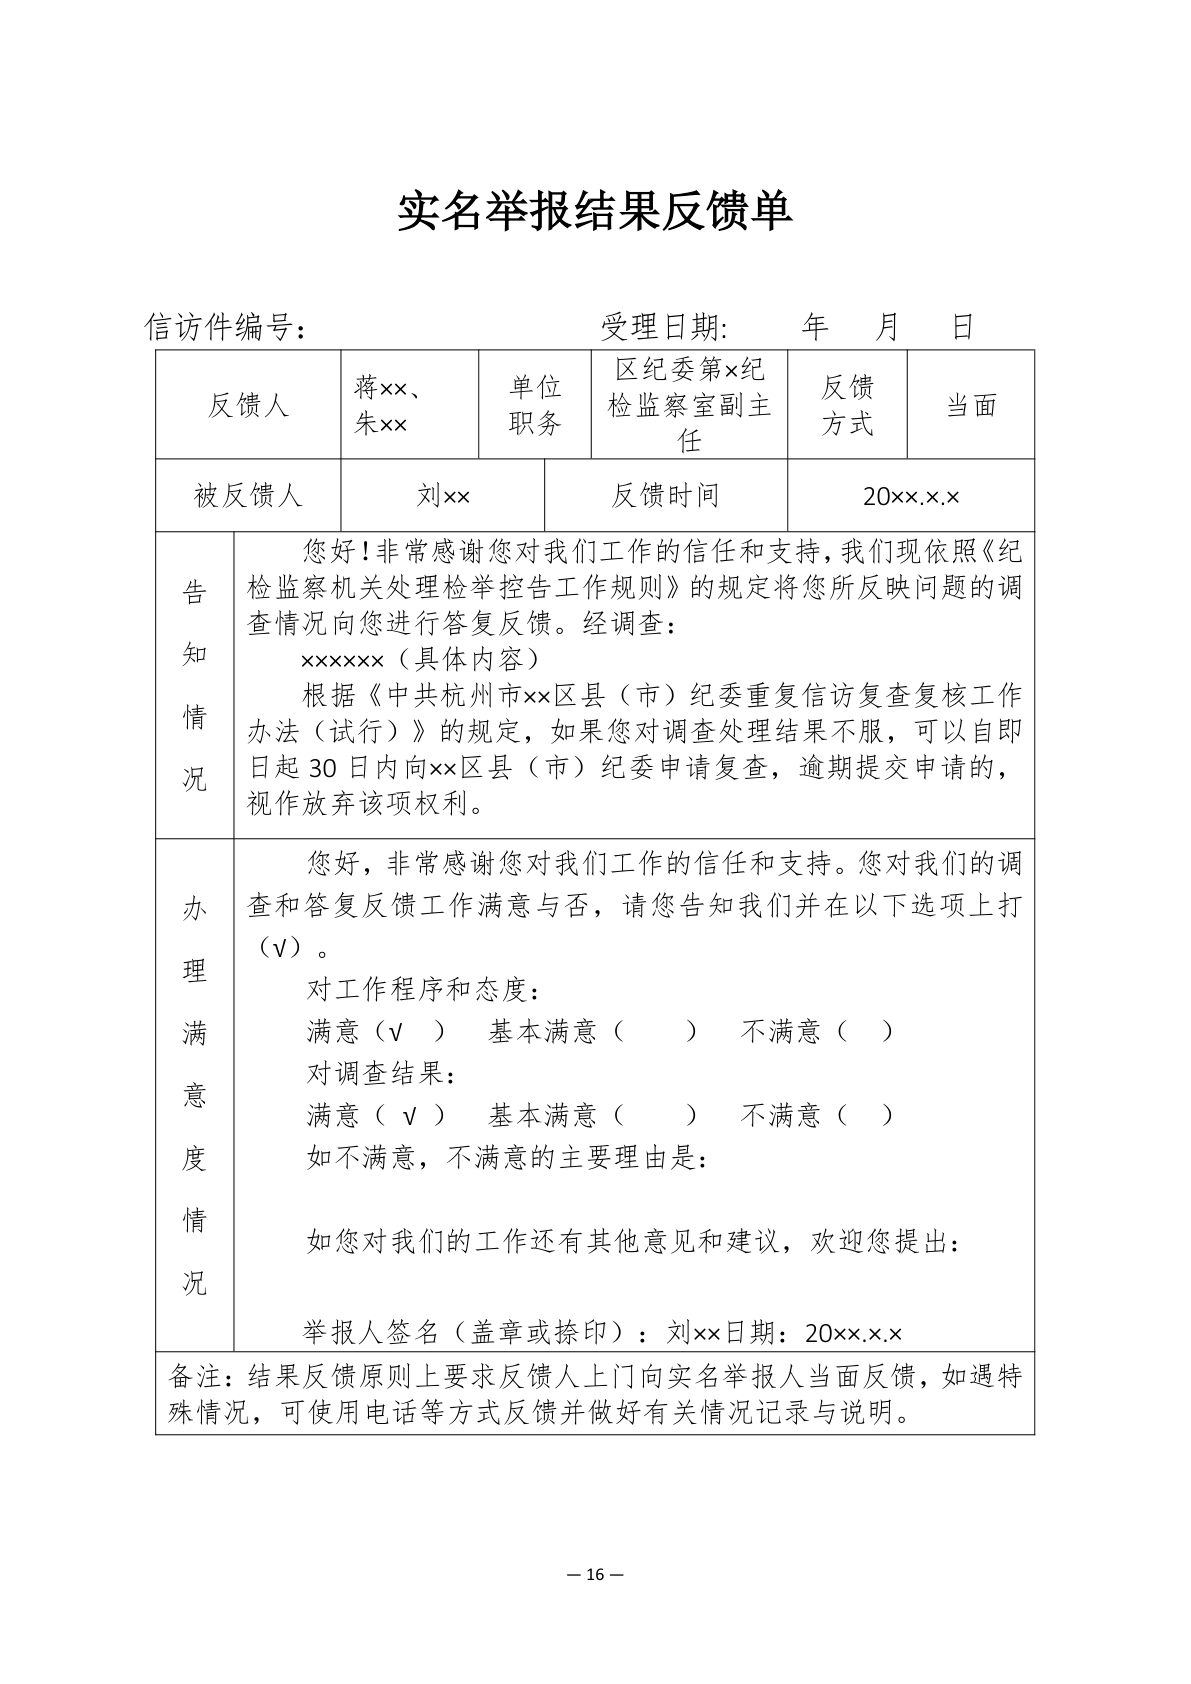 实名举报结果反馈单
信访件编号： 受理日期: 年 月 日
反馈人
蒋××、
朱××
单位
职务
区纪委第×纪
检监察室副主
任
反馈
方式
当面
被反馈人 刘×× 反馈时间 20××.×.×
告
知
情
况
您好！非常感谢您对我们工作的信任和支持，我们现依照《纪
检监察机关处理检举控告工作规则》的规定将您所反映问题的调
查情况向您进行答复反馈。经调查：
××××××（具体内容）
根据《中共杭州市××区县（市）纪委重复信访复查复核工作
办法（试行）》的规定，如果您对调查处理结果不服，可以自即
日起 30 日内向××区县（市）纪委申请复查，逾期提交申请的，
视作放弃该项权利。
办
理
满
意
度
情
况
您好，非常感谢您对我们工作的信任和支持。您对我们的调
查和答复反馈工作满意与否，请您告知我们并在以下选项上打
（√）。
对工作程序和态度：
满意（√ ） 基本满意（ ） 不满意（ ）
对调查结果：
满意（ √ ） 基本满意（ ） 不满意（ ）
如不满意，不满意的主要理由是：
如您对我们的工作还有其他意见和建议，欢迎您提出：
举报人签名（盖章或捺印）：刘××日期：20××.×.×
备注：结果反馈原则上要求反馈人上门向实名举报人当面反馈，如遇特
殊情况，可使用电话等方式反馈并做好有关情况记录与说明。
— 16 —